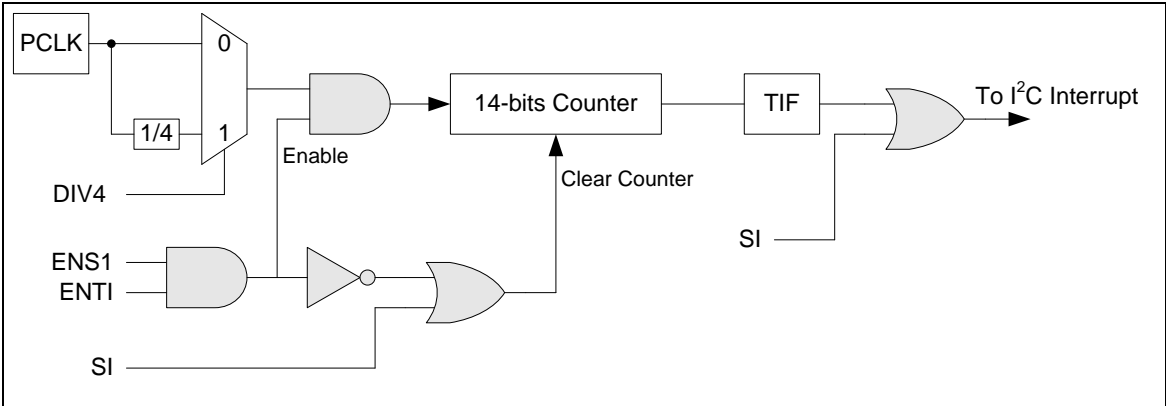 PCLK
0
1/4
1
DIV4
Enable
14-bits Counter
TIF
To I²C Interrupt
Clear Counter
SI
ENS1
ENTI
SI